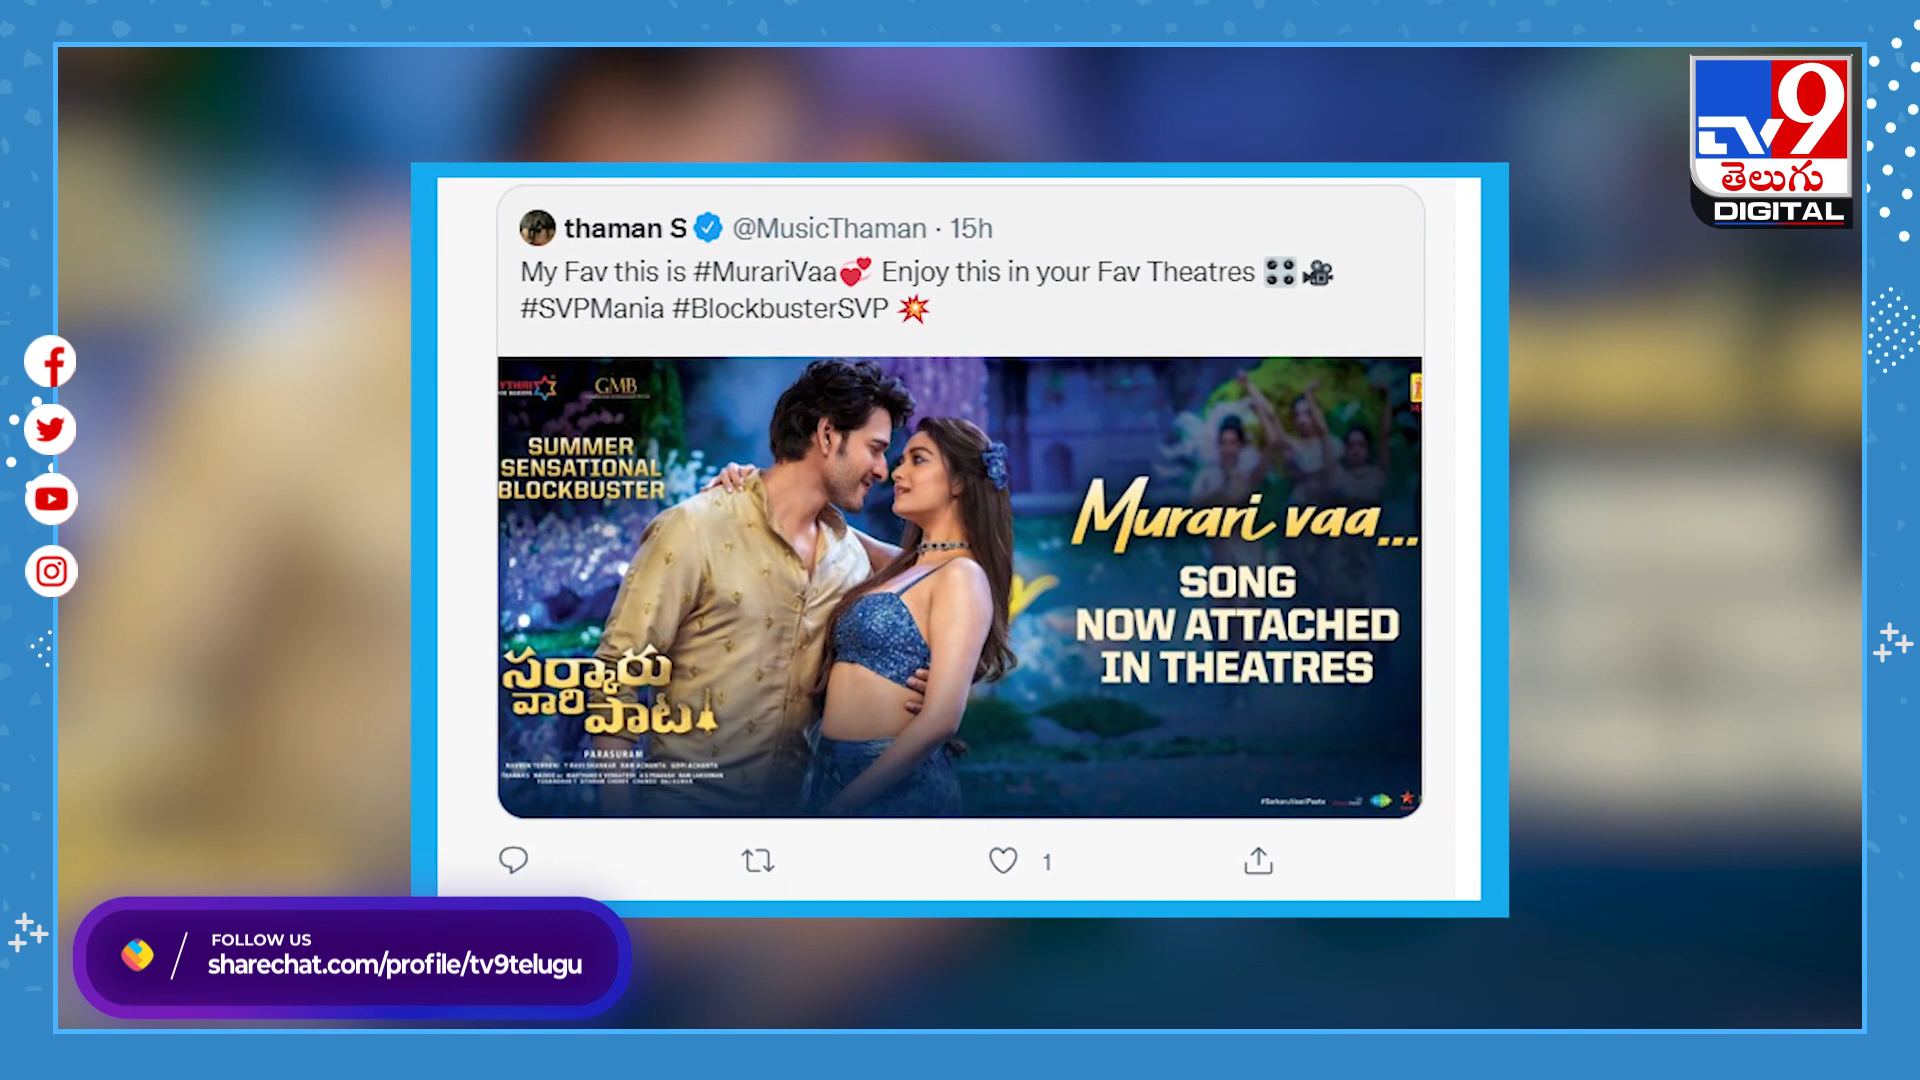 TV9
తెలుగు
DIGITAL
thaman S @MusicThaman · 15h
My Fav this is #MurariVaa💞 Enjoy this in your Fav Theatres 🎛️🎥
#SVPMania #BlockbusterSVP 💥
GMB
SUMMER
SENSATIONAL
BLOCKBUSTER
Murari vaa...
SONG
NOW ATTACHED
IN THEATRES
సర్కారు
వారి పాట
PARASURAM
#SarkaruVaariPaata
1
FOLLOW US
sharechat.com/profile/tv9telugu